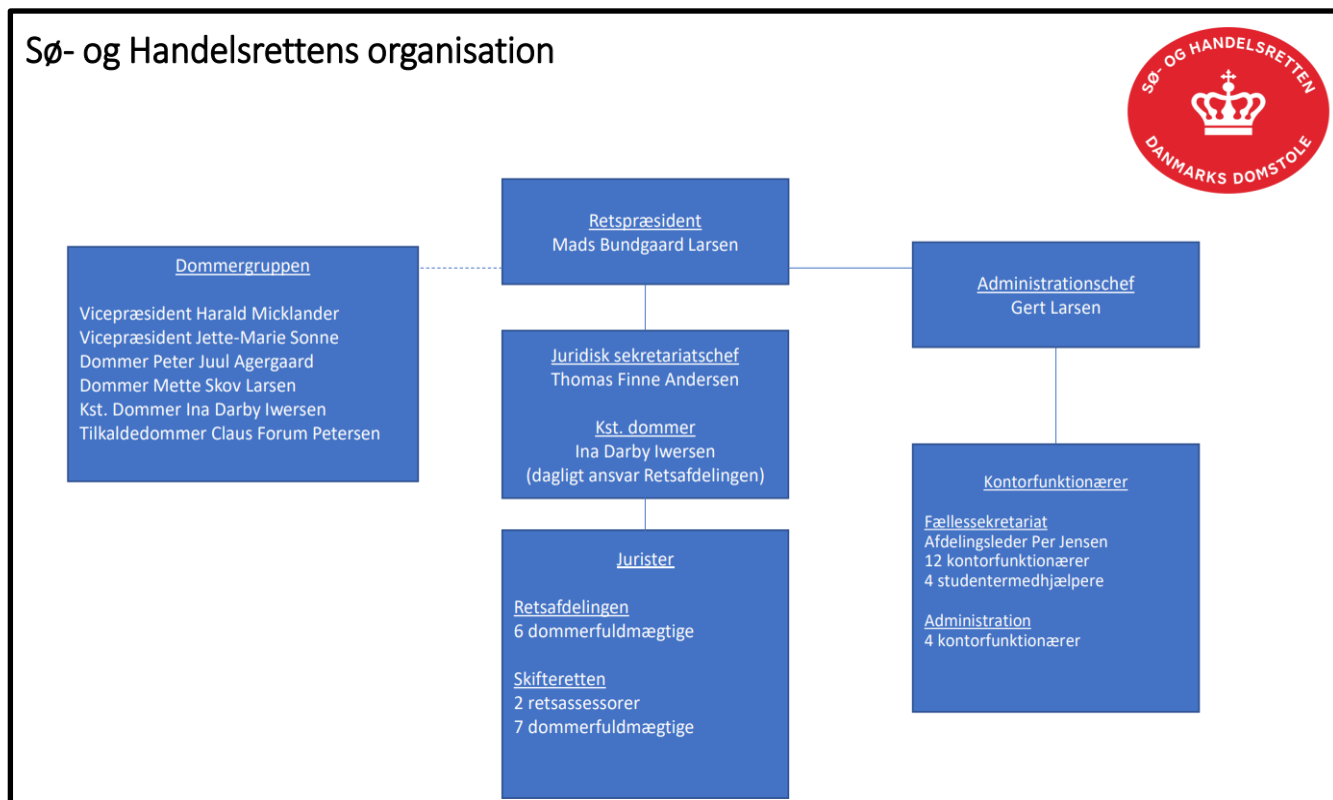 Sø- og Handelsrettens organisation
SØ- OG HANDELSRETTEN
DANMARKS DOMSTOLE
Retspræsident
Mads Bundgaard Larsen
Dommergruppen
Vicepræsident Harald Micklander
Vicepræsident Jette-Marie Sonne
Dommer Peter Juul Agergaard
Dommer Mette Skov Larsen
Kst. Dommer Ina Darby Iwersen
Tilkaldedommer Claus Forum Petersen
Administrationschef
Gert Larsen
Juridisk sekretariatschef
Thomas Finne Andersen
Kst. dommer
Ina Darby Iwersen
(dagligt ansvar Retsafdelingen)
Jurister
Retsafdelingen
6 dommerfuldmægtige
Skifteretten
2 retsassessorer
7 dommerfuldmægtige
Kontorfunktionærer
Fællessekretariat
Afdelingsleder Per Jensen
12 kontorfunktionærer
4 studentermedhjælpere
Administration
4 kontorfunktionærer